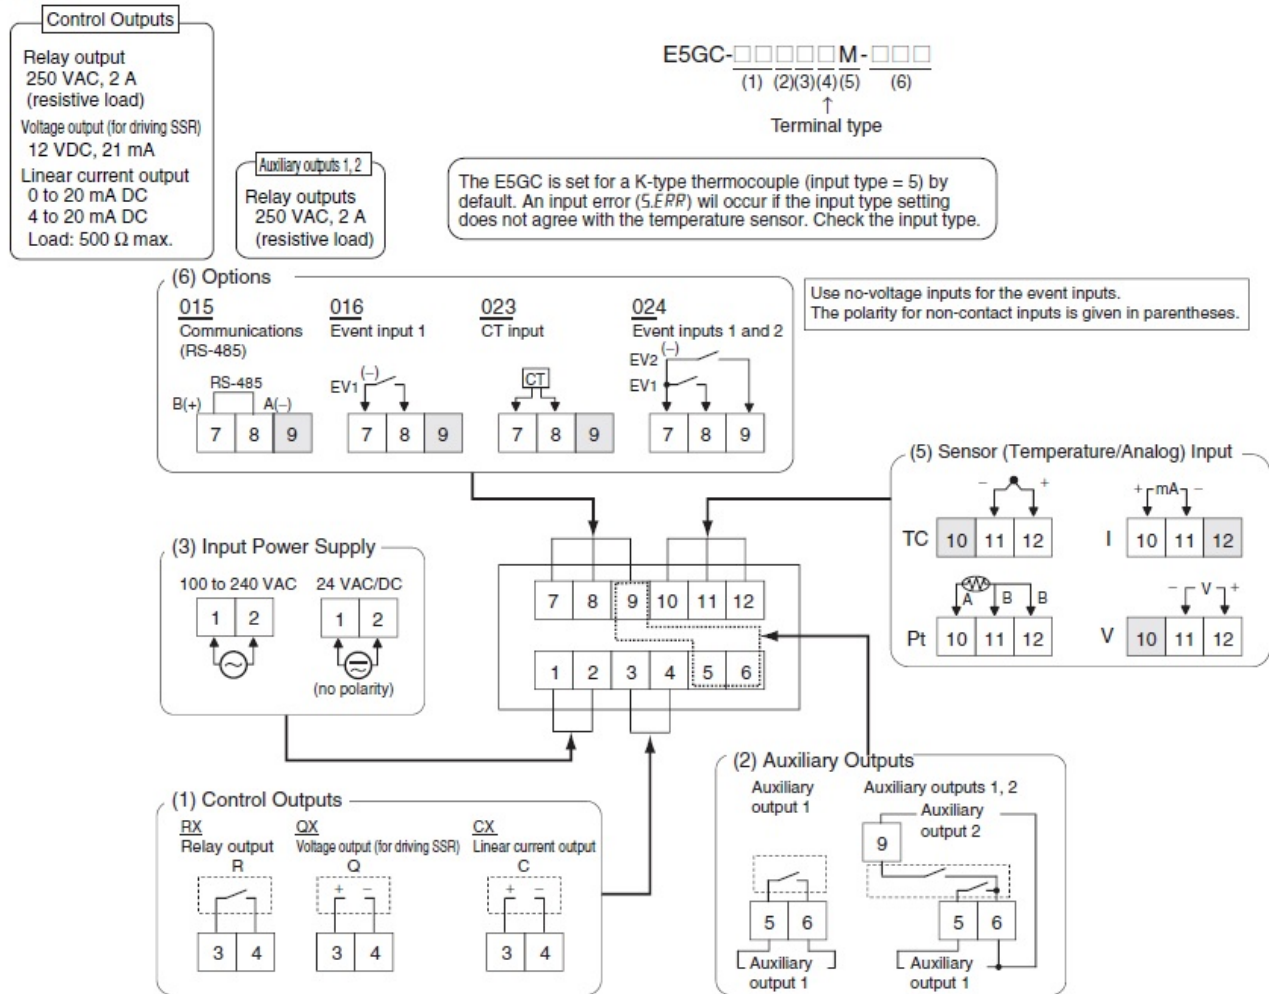 Control Outputs
Relay output
250 VAC, 2 A
(resistive load)
Voltage output (for driving SSR)
12 VDC, 21 mA
Linear current output
0 to 20 mA DC
4 to 20 mA DC
Load: 500 Ω max.
Auxiliary outputs 1, 2
Relay outputs
250 VAC, 2 A
(resistive load)
E5GC-□□□□□M-□□□
(1) (2)(3)(4)(5) (6)
↑
Terminal type
The E5GC is set for a K-type thermocouple (input type = 5) by
default. An input error (S.ERR) will occur if the input type setting
does not agree with the temperature sensor. Check the input type.
(6) Options
015
Communications
(RS-485)
RS-485
B(+) A(−)
7 8 9
016
Event input 1
(−)
EV1
7 8 9
023
CT input
CT
7 8 9
024
Event inputs 1 and 2
(−)
EV2
EV1
7 8 9
Use no-voltage inputs for the event inputs.
The polarity for non-contact inputs is given in parentheses.
(5) Sensor (Temperature/Analog) Input
− +
TC 10 11 12
+ mA −
I 10 11 12
A B B
Pt 10 11 12
− V +
V 10 11 12
(3) Input Power Supply
100 to 240 VAC
1 2
24 VAC/DC
1 2
(no polarity)
7 8 9 10 11 12
1 2 3 4 5 6
(1) Control Outputs
RX
Relay output
R
3 4
QX
Voltage output (for driving SSR)
Q
+ −
3 4
CX
Linear current output
C
+ −
3 4
(2) Auxiliary Outputs
Auxiliary
output 1
5 6
Auxiliary
output 1
Auxiliary outputs 1, 2
Auxiliary
output 2
9
5 6
Auxiliary
output 1